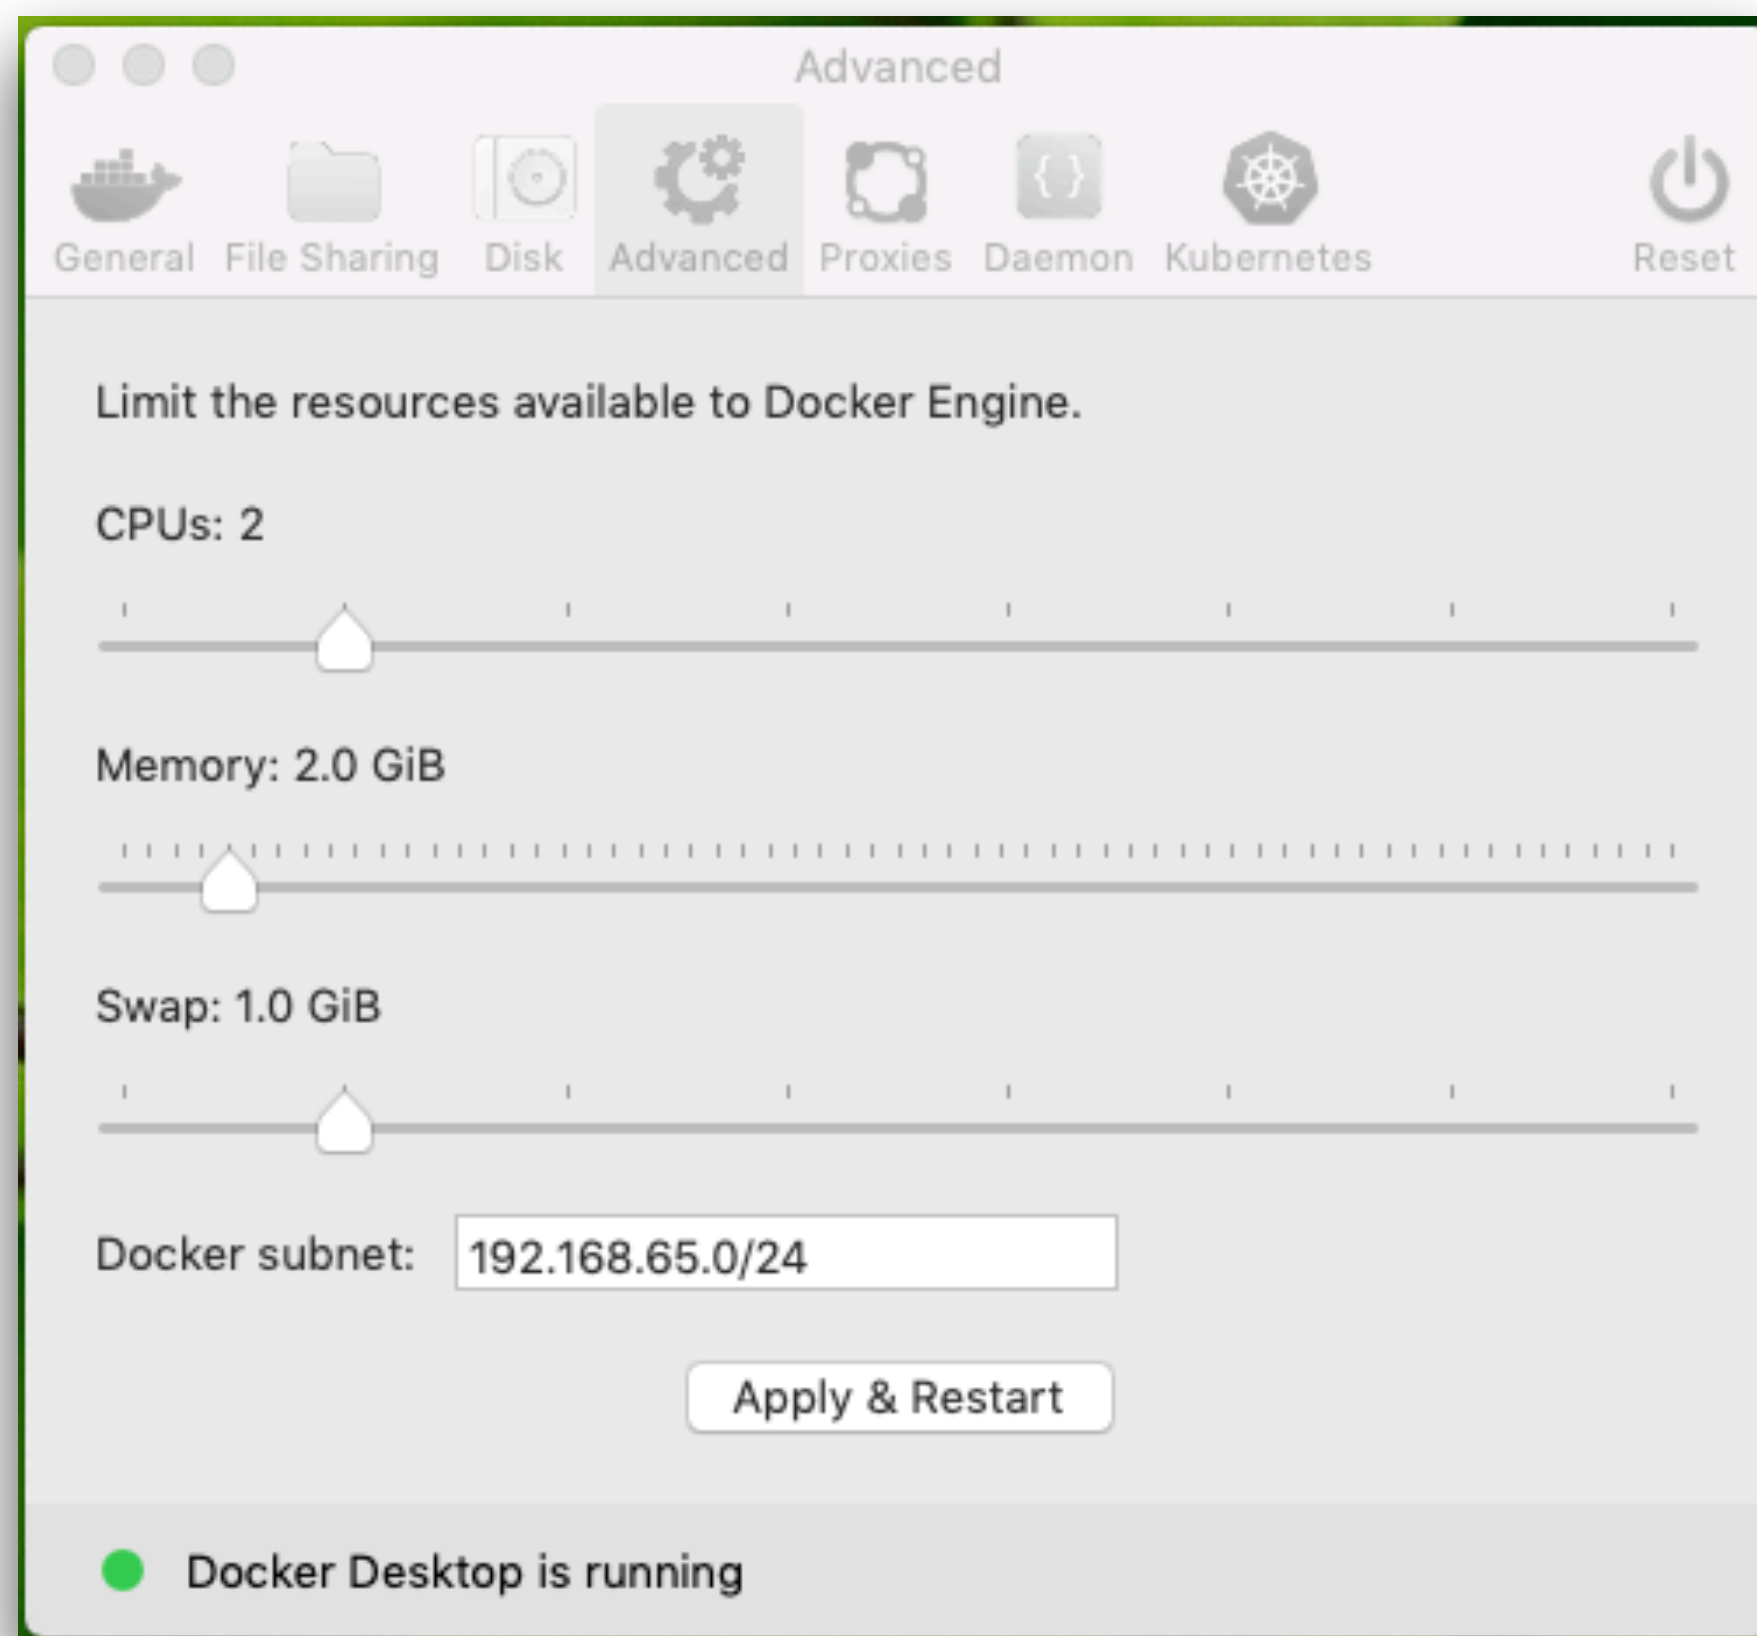 Advanced
General File Sharing Disk Advanced Proxies Daemon Kubernetes Reset
Limit the resources available to Docker Engine.
CPUs: 2
Memory: 2.0 GiB
Swap: 1.0 GiB
Docker subnet: 192.168.65.0/24
Apply & Restart
Docker Desktop is running